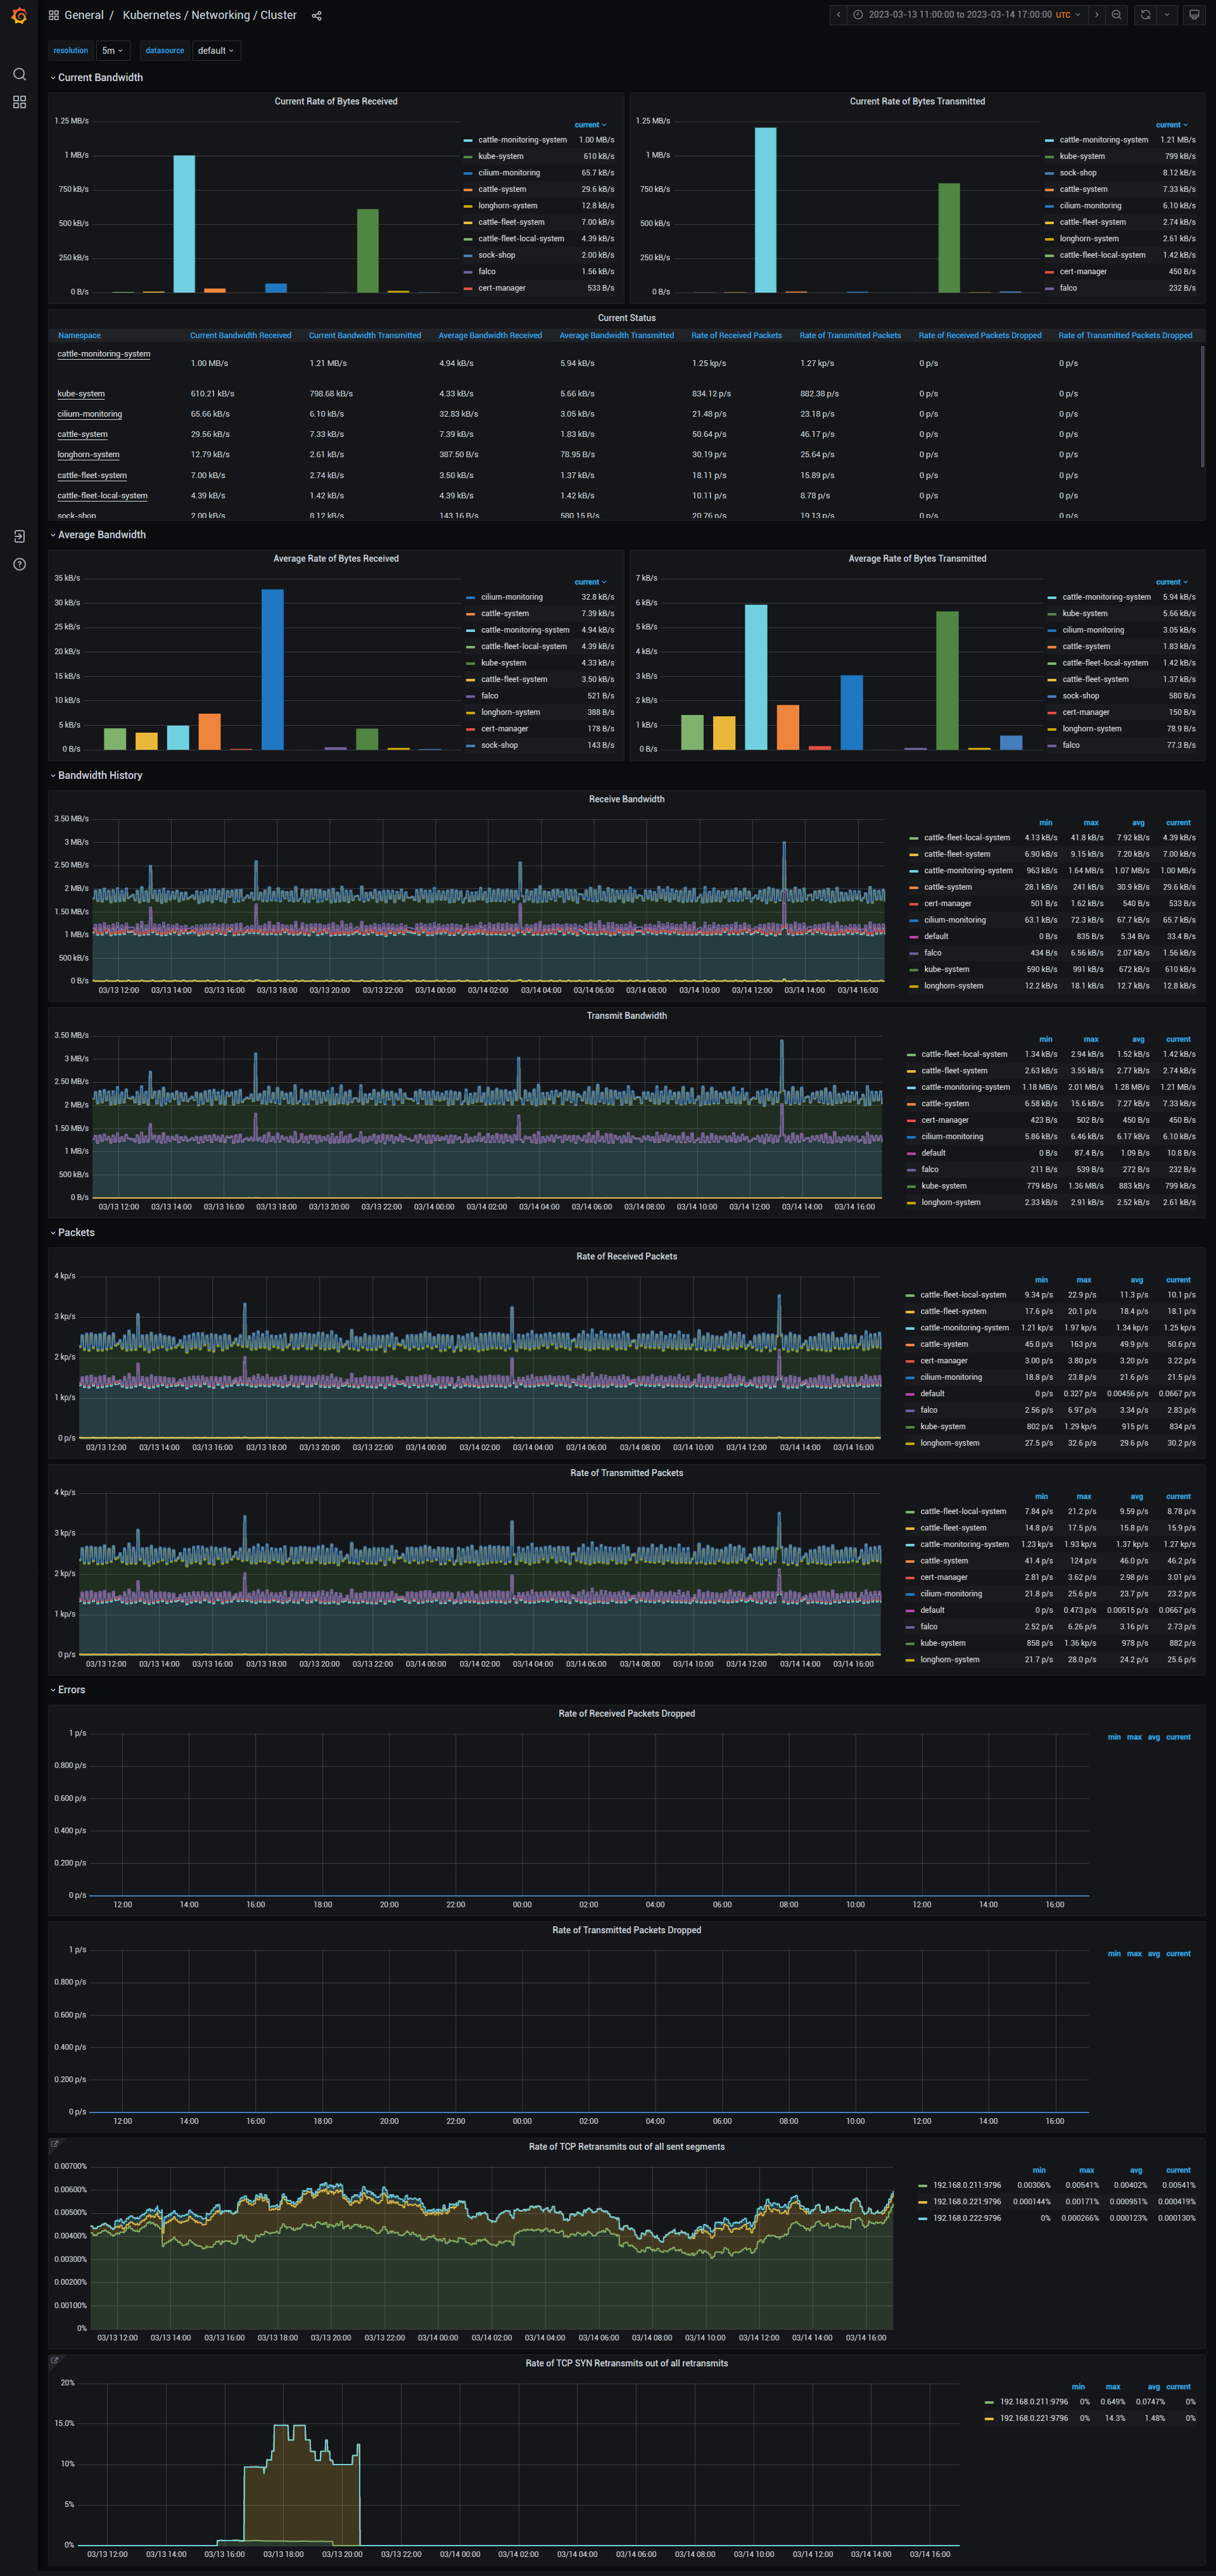 General / Kubernetes / Networking / Cluster 2023-03-13 11:00:00 to 2023-03-14 17:00:00 UTC
resolution 5m datasource default
Current Bandwidth
Current Rate of Bytes Received
1.25 MB/s
1 MB/s
750 kB/s
500 kB/s
250 kB/s
0 B/s
current
cattle-monitoring-system 1.00 MB/s
kube-system 610 kB/s
cilium-monitoring 65.7 kB/s
cattle-system 29.6 kB/s
longhorn-system 12.8 kB/s
cattle-fleet-system 7.00 kB/s
cattle-fleet-local-system 4.39 kB/s
sock-shop 2.00 kB/s
falco 1.56 kB/s
cert-manager 533 B/s
Current Rate of Bytes Transmitted
1.25 MB/s
1 MB/s
750 kB/s
500 kB/s
250 kB/s
0 B/s
current
cattle-monitoring-system 1.21 MB/s
kube-system 799 kB/s
sock-shop 8.12 kB/s
cattle-system 7.33 kB/s
cilium-monitoring 6.10 kB/s
cattle-fleet-system 2.74 kB/s
longhorn-system 2.61 kB/s
cattle-fleet-local-system 1.42 kB/s
cert-manager 450 B/s
falco 232 B/s
Current Status
Namespace Current Bandwidth Received Current Bandwidth Transmitted Average Bandwidth Received Average Bandwidth Transmitted Rate of Received Packets Rate of Transmitted Packets Rate of Received Packets Dropped Rate of Transmitted Packets Dropped
cattle-monitoring-system 1.00 MB/s 1.21 MB/s 4.94 kB/s 5.94 kB/s 1.25 kp/s 1.27 kp/s 0 p/s 0 p/s
kube-system 610.21 kB/s 798.68 kB/s 4.33 kB/s 5.66 kB/s 834.12 p/s 882.38 p/s 0 p/s 0 p/s
cilium-monitoring 65.66 kB/s 6.10 kB/s 32.83 kB/s 3.05 kB/s 21.48 p/s 23.18 p/s 0 p/s 0 p/s
cattle-system 29.56 kB/s 7.33 kB/s 7.39 kB/s 1.83 kB/s 50.64 p/s 46.17 p/s 0 p/s 0 p/s
longhorn-system 12.79 kB/s 2.61 kB/s 387.50 B/s 78.95 B/s 30.19 p/s 25.64 p/s 0 p/s 0 p/s
cattle-fleet-system 7.00 kB/s 2.74 kB/s 3.50 kB/s 1.37 kB/s 18.11 p/s 15.89 p/s 0 p/s 0 p/s
cattle-fleet-local-system 4.39 kB/s 1.42 kB/s 4.39 kB/s 1.42 kB/s 10.11 p/s 8.78 p/s 0 p/s 0 p/s
sock-shop 2.00 kB/s 8.12 kB/s 143.16 B/s 580.15 B/s 20.76 p/s 19.13 p/s 0 p/s 0 p/s
Average Bandwidth
Average Rate of Bytes Received
35 kB/s
30 kB/s
25 kB/s
20 kB/s
15 kB/s
10 kB/s
5 kB/s
0 B/s
current
cilium-monitoring 32.8 kB/s
cattle-system 7.39 kB/s
cattle-monitoring-system 4.94 kB/s
cattle-fleet-local-system 4.39 kB/s
kube-system 4.33 kB/s
cattle-fleet-system 3.50 kB/s
falco 521 B/s
longhorn-system 388 B/s
cert-manager 178 B/s
sock-shop 143 B/s
Average Rate of Bytes Transmitted
7 kB/s
6 kB/s
5 kB/s
4 kB/s
3 kB/s
2 kB/s
1 kB/s
0 B/s
current
cattle-monitoring-system 5.94 kB/s
kube-system 5.66 kB/s
cilium-monitoring 3.05 kB/s
cattle-system 1.83 kB/s
cattle-fleet-local-system 1.42 kB/s
cattle-fleet-system 1.37 kB/s
sock-shop 580 B/s
cert-manager 150 B/s
longhorn-system 78.9 B/s
falco 77.3 B/s
Bandwidth History
Receive Bandwidth
3.50 MB/s
3 MB/s
2.50 MB/s
2 MB/s
1.50 MB/s
1 MB/s
500 kB/s
0 B/s
03/13 12:00 03/13 14:00 03/13 16:00 03/13 18:00 03/13 20:00 03/13 22:00 03/14 00:00 03/14 02:00 03/14 04:00 03/14 06:00 03/14 08:00 03/14 10:00 03/14 12:00 03/14 14:00 03/14 16:00
min max avg current
cattle-fleet-local-system 4.13 kB/s 41.8 kB/s 7.92 kB/s 4.39 kB/s
cattle-fleet-system 6.90 kB/s 9.15 kB/s 7.20 kB/s 7.00 kB/s
cattle-monitoring-system 963 kB/s 1.64 MB/s 1.07 MB/s 1.00 MB/s
cattle-system 28.1 kB/s 241 kB/s 30.9 kB/s 29.6 kB/s
cert-manager 501 B/s 1.62 kB/s 540 B/s 533 B/s
cilium-monitoring 63.1 kB/s 72.3 kB/s 67.7 kB/s 65.7 kB/s
default 0 B/s 835 B/s 5.34 B/s 33.4 B/s
falco 434 B/s 6.56 kB/s 2.07 kB/s 1.56 kB/s
kube-system 590 kB/s 991 kB/s 672 kB/s 610 kB/s
longhorn-system 12.2 kB/s 18.1 kB/s 12.7 kB/s 12.8 kB/s
Transmit Bandwidth
3.50 MB/s
3 MB/s
2.50 MB/s
2 MB/s
1.50 MB/s
1 MB/s
500 kB/s
0 B/s
03/13 12:00 03/13 14:00 03/13 16:00 03/13 18:00 03/13 20:00 03/13 22:00 03/14 00:00 03/14 02:00 03/14 04:00 03/14 06:00 03/14 08:00 03/14 10:00 03/14 12:00 03/14 14:00 03/14 16:00
min max avg current
cattle-fleet-local-system 1.34 kB/s 2.94 kB/s 1.52 kB/s 1.42 kB/s
cattle-fleet-system 2.63 kB/s 3.55 kB/s 2.77 kB/s 2.74 kB/s
cattle-monitoring-system 1.18 MB/s 2.01 MB/s 1.28 MB/s 1.21 MB/s
cattle-system 6.58 kB/s 15.6 kB/s 7.27 kB/s 7.33 kB/s
cert-manager 423 B/s 502 B/s 450 B/s 450 B/s
cilium-monitoring 5.86 kB/s 6.46 kB/s 6.17 kB/s 6.10 kB/s
default 0 B/s 87.4 B/s 1.09 B/s 10.8 B/s
falco 211 B/s 539 B/s 272 B/s 232 B/s
kube-system 779 kB/s 1.36 MB/s 883 kB/s 799 kB/s
longhorn-system 2.33 kB/s 2.91 kB/s 2.52 kB/s 2.61 kB/s
Packets
Rate of Received Packets
4 kp/s
3 kp/s
2 kp/s
1 kp/s
0 p/s
03/13 12:00 03/13 14:00 03/13 16:00 03/13 18:00 03/13 20:00 03/13 22:00 03/14 00:00 03/14 02:00 03/14 04:00 03/14 06:00 03/14 08:00 03/14 10:00 03/14 12:00 03/14 14:00 03/14 16:00
min max avg current
cattle-fleet-local-system 9.34 p/s 22.9 p/s 11.3 p/s 10.1 p/s
cattle-fleet-system 17.6 p/s 20.1 p/s 18.4 p/s 18.1 p/s
cattle-monitoring-system 1.21 kp/s 1.97 kp/s 1.34 kp/s 1.25 kp/s
cattle-system 45.0 p/s 163 p/s 49.9 p/s 50.6 p/s
cert-manager 3.00 p/s 3.80 p/s 3.20 p/s 3.22 p/s
cilium-monitoring 18.8 p/s 23.8 p/s 21.6 p/s 21.5 p/s
default 0 p/s 0.327 p/s 0.00456 p/s 0.0667 p/s
falco 2.56 p/s 6.97 p/s 3.34 p/s 2.83 p/s
kube-system 802 p/s 1.29 kp/s 915 p/s 834 p/s
longhorn-system 27.5 p/s 32.6 p/s 29.6 p/s 30.2 p/s
Rate of Transmitted Packets
4 kp/s
3 kp/s
2 kp/s
1 kp/s
0 p/s
03/13 12:00 03/13 14:00 03/13 16:00 03/13 18:00 03/13 20:00 03/13 22:00 03/14 00:00 03/14 02:00 03/14 04:00 03/14 06:00 03/14 08:00 03/14 10:00 03/14 12:00 03/14 14:00 03/14 16:00
min max avg current
cattle-fleet-local-system 7.84 p/s 21.2 p/s 9.59 p/s 8.78 p/s
cattle-fleet-system 14.8 p/s 17.5 p/s 15.8 p/s 15.9 p/s
cattle-monitoring-system 1.23 kp/s 1.93 kp/s 1.37 kp/s 1.27 kp/s
cattle-system 41.4 p/s 124 p/s 46.0 p/s 46.2 p/s
cert-manager 2.81 p/s 3.62 p/s 2.98 p/s 3.01 p/s
cilium-monitoring 21.8 p/s 25.6 p/s 23.7 p/s 23.2 p/s
default 0 p/s 0.473 p/s 0.00515 p/s 0.0667 p/s
falco 2.52 p/s 6.26 p/s 3.16 p/s 2.73 p/s
kube-system 858 p/s 1.36 kp/s 978 p/s 882 p/s
longhorn-system 21.7 p/s 28.0 p/s 24.2 p/s 25.6 p/s
Errors
Rate of Received Packets Dropped
1 p/s
0.800 p/s
0.600 p/s
0.400 p/s
0.200 p/s
0 p/s
12:00 14:00 16:00 18:00 20:00 22:00 00:00 02:00 04:00 06:00 08:00 10:00 12:00 14:00 16:00
min max avg current
Rate of Transmitted Packets Dropped
1 p/s
0.800 p/s
0.600 p/s
0.400 p/s
0.200 p/s
0 p/s
12:00 14:00 16:00 18:00 20:00 22:00 00:00 02:00 04:00 06:00 08:00 10:00 12:00 14:00 16:00
min max avg current
Rate of TCP Retransmits out of all sent segments
0.00700%
0.00600%
0.00500%
0.00400%
0.00300%
0.00200%
0.00100%
0%
03/13 12:00 03/13 14:00 03/13 16:00 03/13 18:00 03/13 20:00 03/13 22:00 03/14 00:00 03/14 02:00 03/14 04:00 03/14 06:00 03/14 08:00 03/14 10:00 03/14 12:00 03/14 14:00 03/14 16:00
min max avg current
192.168.0.211:9796 0.00306% 0.00541% 0.00402% 0.00541%
192.168.0.221:9796 0.000144% 0.00171% 0.000951% 0.000419%
192.168.0.222:9796 0% 0.000266% 0.000123% 0.000130%
Rate of TCP SYN Retransmits out of all retransmits
20%
15.0%
10%
5%
0%
03/13 12:00 03/13 14:00 03/13 16:00 03/13 18:00 03/13 20:00 03/13 22:00 03/14 00:00 03/14 02:00 03/14 04:00 03/14 06:00 03/14 08:00 03/14 10:00 03/14 12:00 03/14 14:00 03/14 16:00
min max avg current
192.168.0.211:9796 0% 0.649% 0.0747% 0%
192.168.0.221:9796 0% 14.3% 1.48% 0%